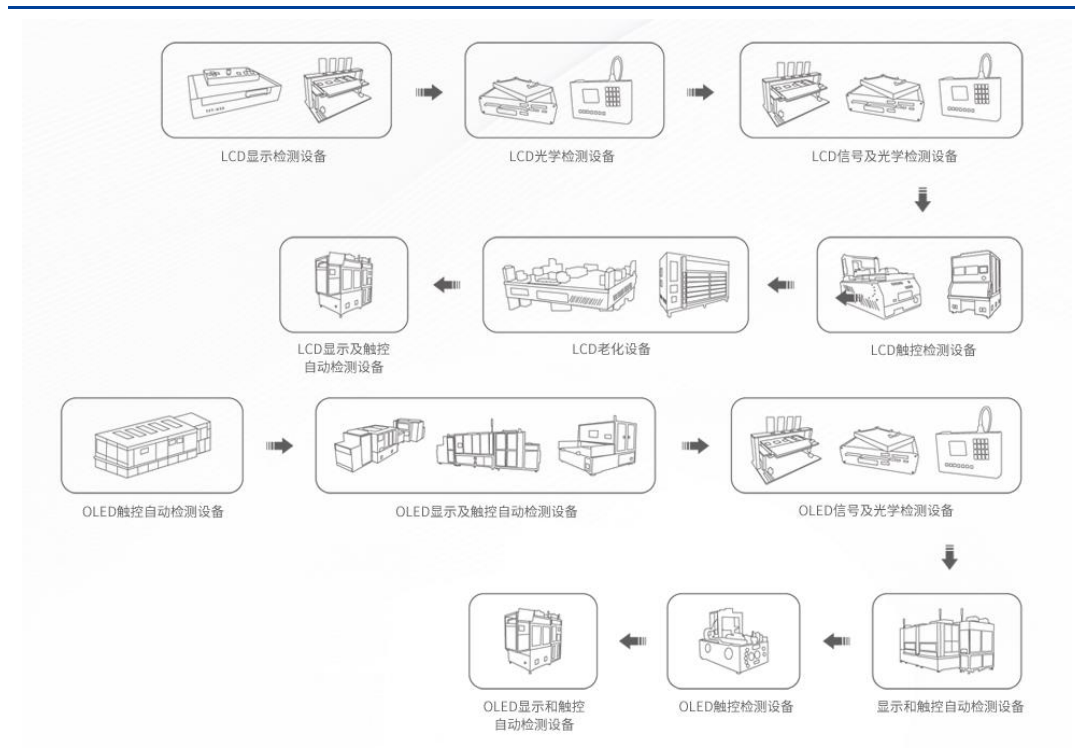 LCD显示检测设备
LCD光学检测设备
LCD信号及光学检测设备
LCD显示及触控
自动检测设备
LCD老化设备
LCD触控检测设备
OLED触控自动检测设备
OLED显示及触控自动检测设备
OLED信号及光学检测设备
OLED显示和触控
自动检测设备
OLED触控检测设备
显示和触控自动检测设备